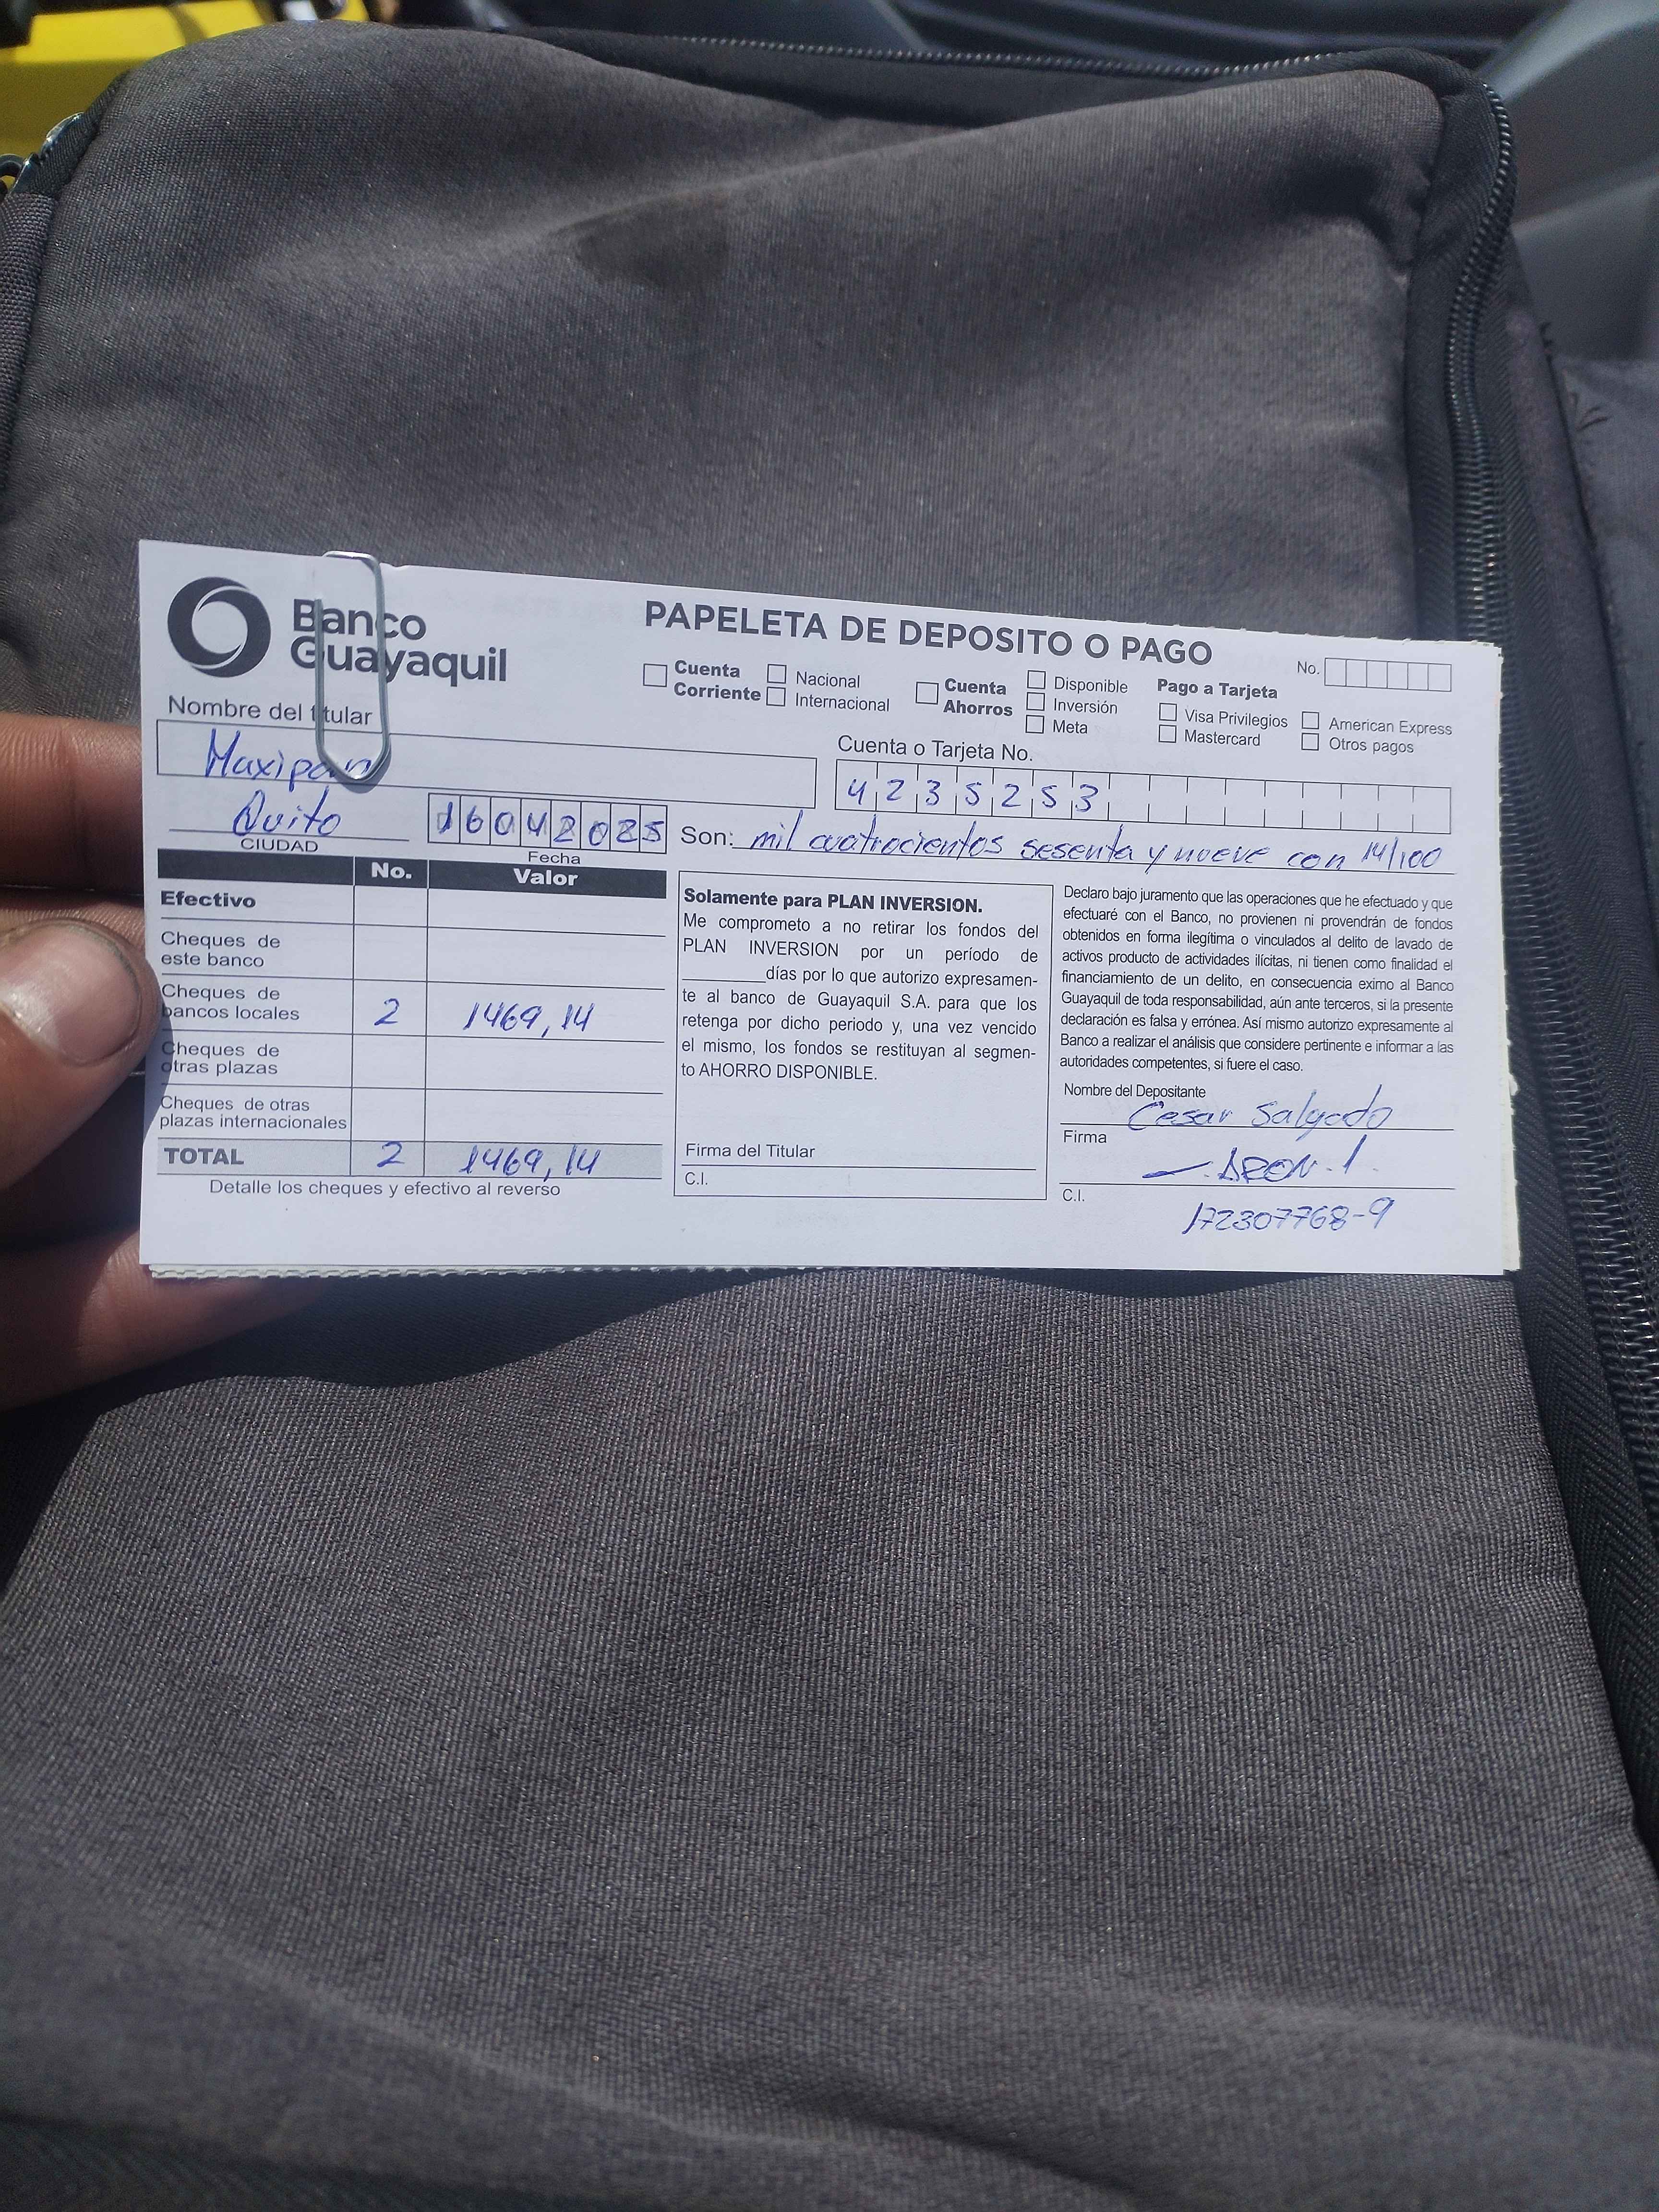 Banco
Guayaquil
PAPELETA DE DEPOSITO O PAGO
No.
Cuenta
Corriente
Nacional
Internacional
Cuenta
Ahorros
Disponible
Inversión
Meta
Pago a Tarjeta
Visa Privilegios
Mastercard
American Express
Otros pagos
Nombre del titular
Maxipan
Cuenta o Tarjeta No.
4235253
Quito
CIUDAD
16042025
Fecha
Son: mil cuatrocientos sesenta y nueve con 14/100
No. Valor
Efectivo
Cheques de
este banco
Cheques de
bancos locales 2 1469,14
Cheques de
otras plazas
Cheques de otras
plazas internacionales
TOTAL 2 1469,14
Detalle los cheques y efectivo al reverso
Solamente para PLAN INVERSION.
Me comprometo a no retirar los fondos del
PLAN INVERSION por un período de
________días por lo que autorizo expresamen-
te al banco de Guayaquil S.A. para que los
retenga por dicho periodo y, una vez vencido
el mismo, los fondos se restituyan al segmen-
to AHORRO DISPONIBLE.
Firma del Titular
C.I.
Declaro bajo juramento que las operaciones que he efectuado y que
efectuaré con el Banco, no provienen ni provendrán de fondos
obtenidos en forma ilegítima o vinculados al delito de lavado de
activos producto de actividades ilícitas, ni tienen como finalidad el
financiamiento de un delito, en consecuencia eximo al Banco
Guayaquil de toda responsabilidad, aún ante terceros, si la presente
declaración es falsa y errónea. Así mismo autorizo expresamente al
Banco a realizar el análisis que considere pertinente e informar a las
autoridades competentes, si fuere el caso.
Nombre del Depositante
Cesar Salgado
Firma
C.I.
172307768-9